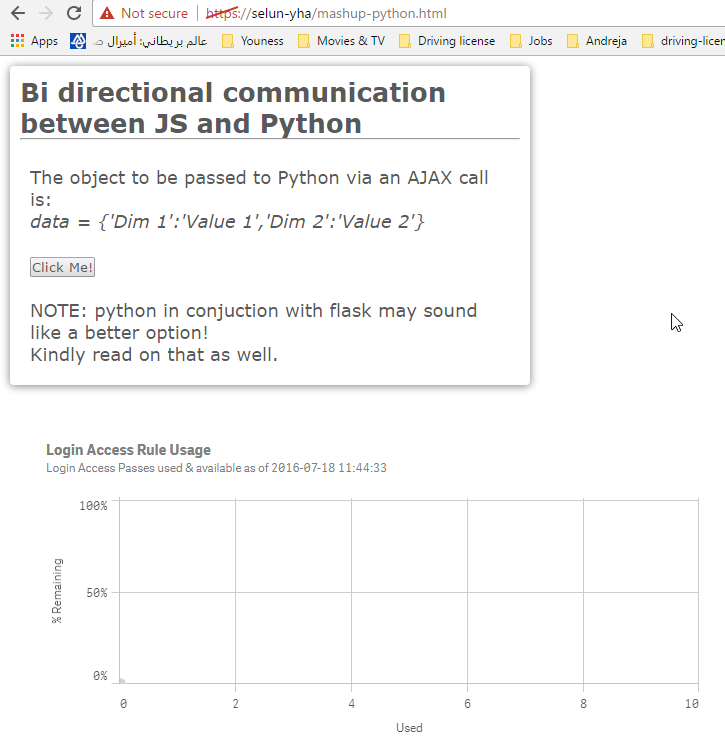 Not secure | https://selun-yha/mashup-python.html
Apps عالم بريطاني: أميرال Youness Movies & TV Driving license Jobs Andreja driving-licen
Bi directional communication
between JS and Python
The object to be passed to Python via an AJAX call
is:
data = {'Dim 1':'Value 1','Dim 2':'Value 2'}
Click Me!
NOTE: python in conjuction with flask may sound
like a better option!
Kindly read on that as well.
Login Access Rule Usage
Login Access Passes used & available as of 2016-07-18 11:44:33
100%
50%
0%
% Remaining
0 2 4 6 8 10
Used